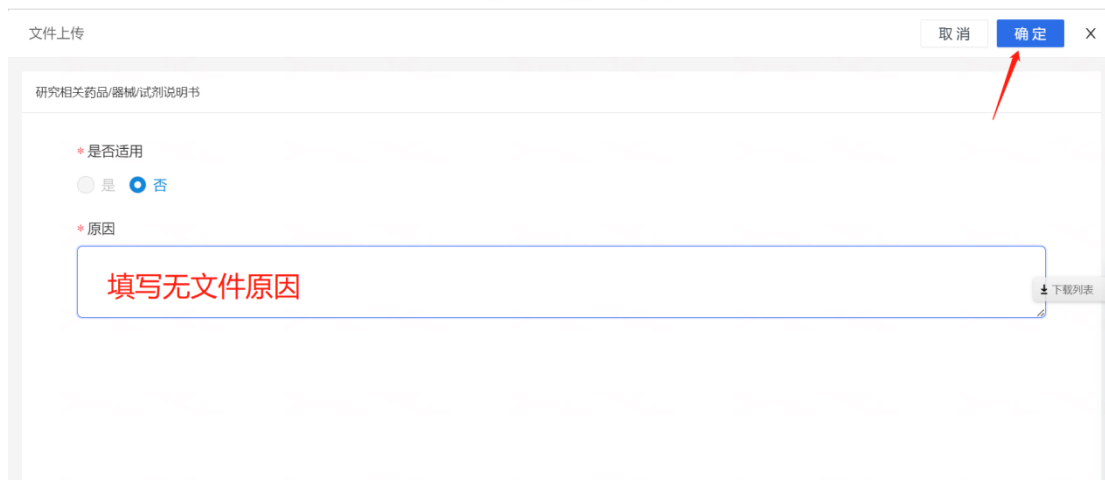 文件上传
取消 确定 X
研究相关药品/器械/试剂说明书
* 是否适用
是 否
* 原因
填写无文件原因
下载列表